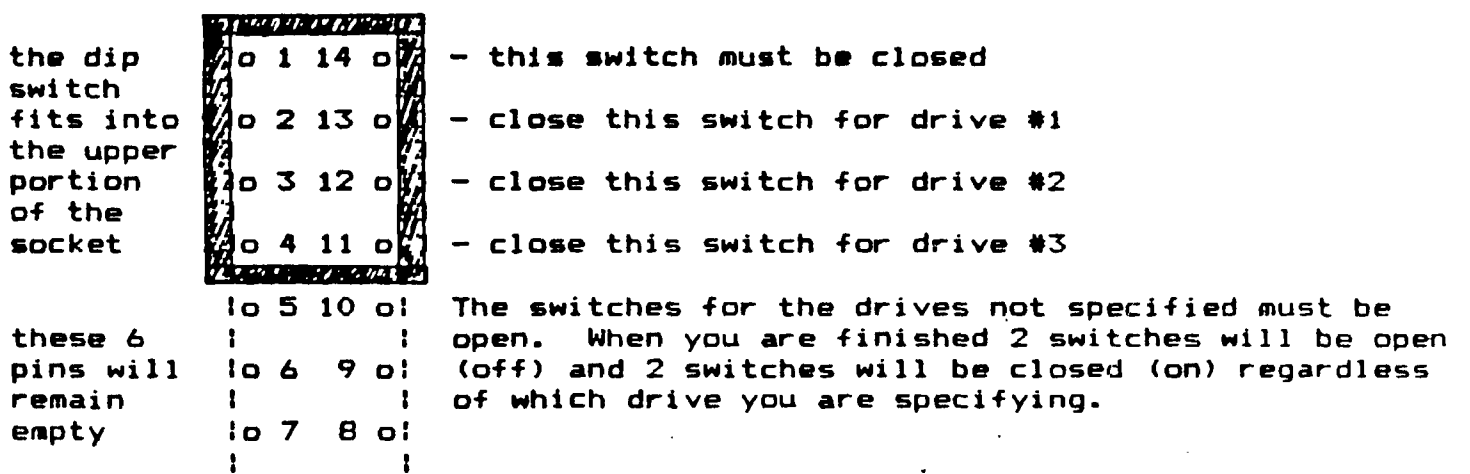 the dip o 1 14 o - this switch must be closed
switch
fits into o 2 13 o - close this switch for drive #1
the upper
portion o 3 12 o - close this switch for drive #2
of the
socket o 4 11 o - close this switch for drive #3
o 5 10 o The switches for the drives not specified must be
these 6 open. When you are finished 2 switches will be open
pins will o 6 9 o (off) and 2 switches will be closed (on) regardless
remain of which drive you are specifying.
empty o 7 8 o